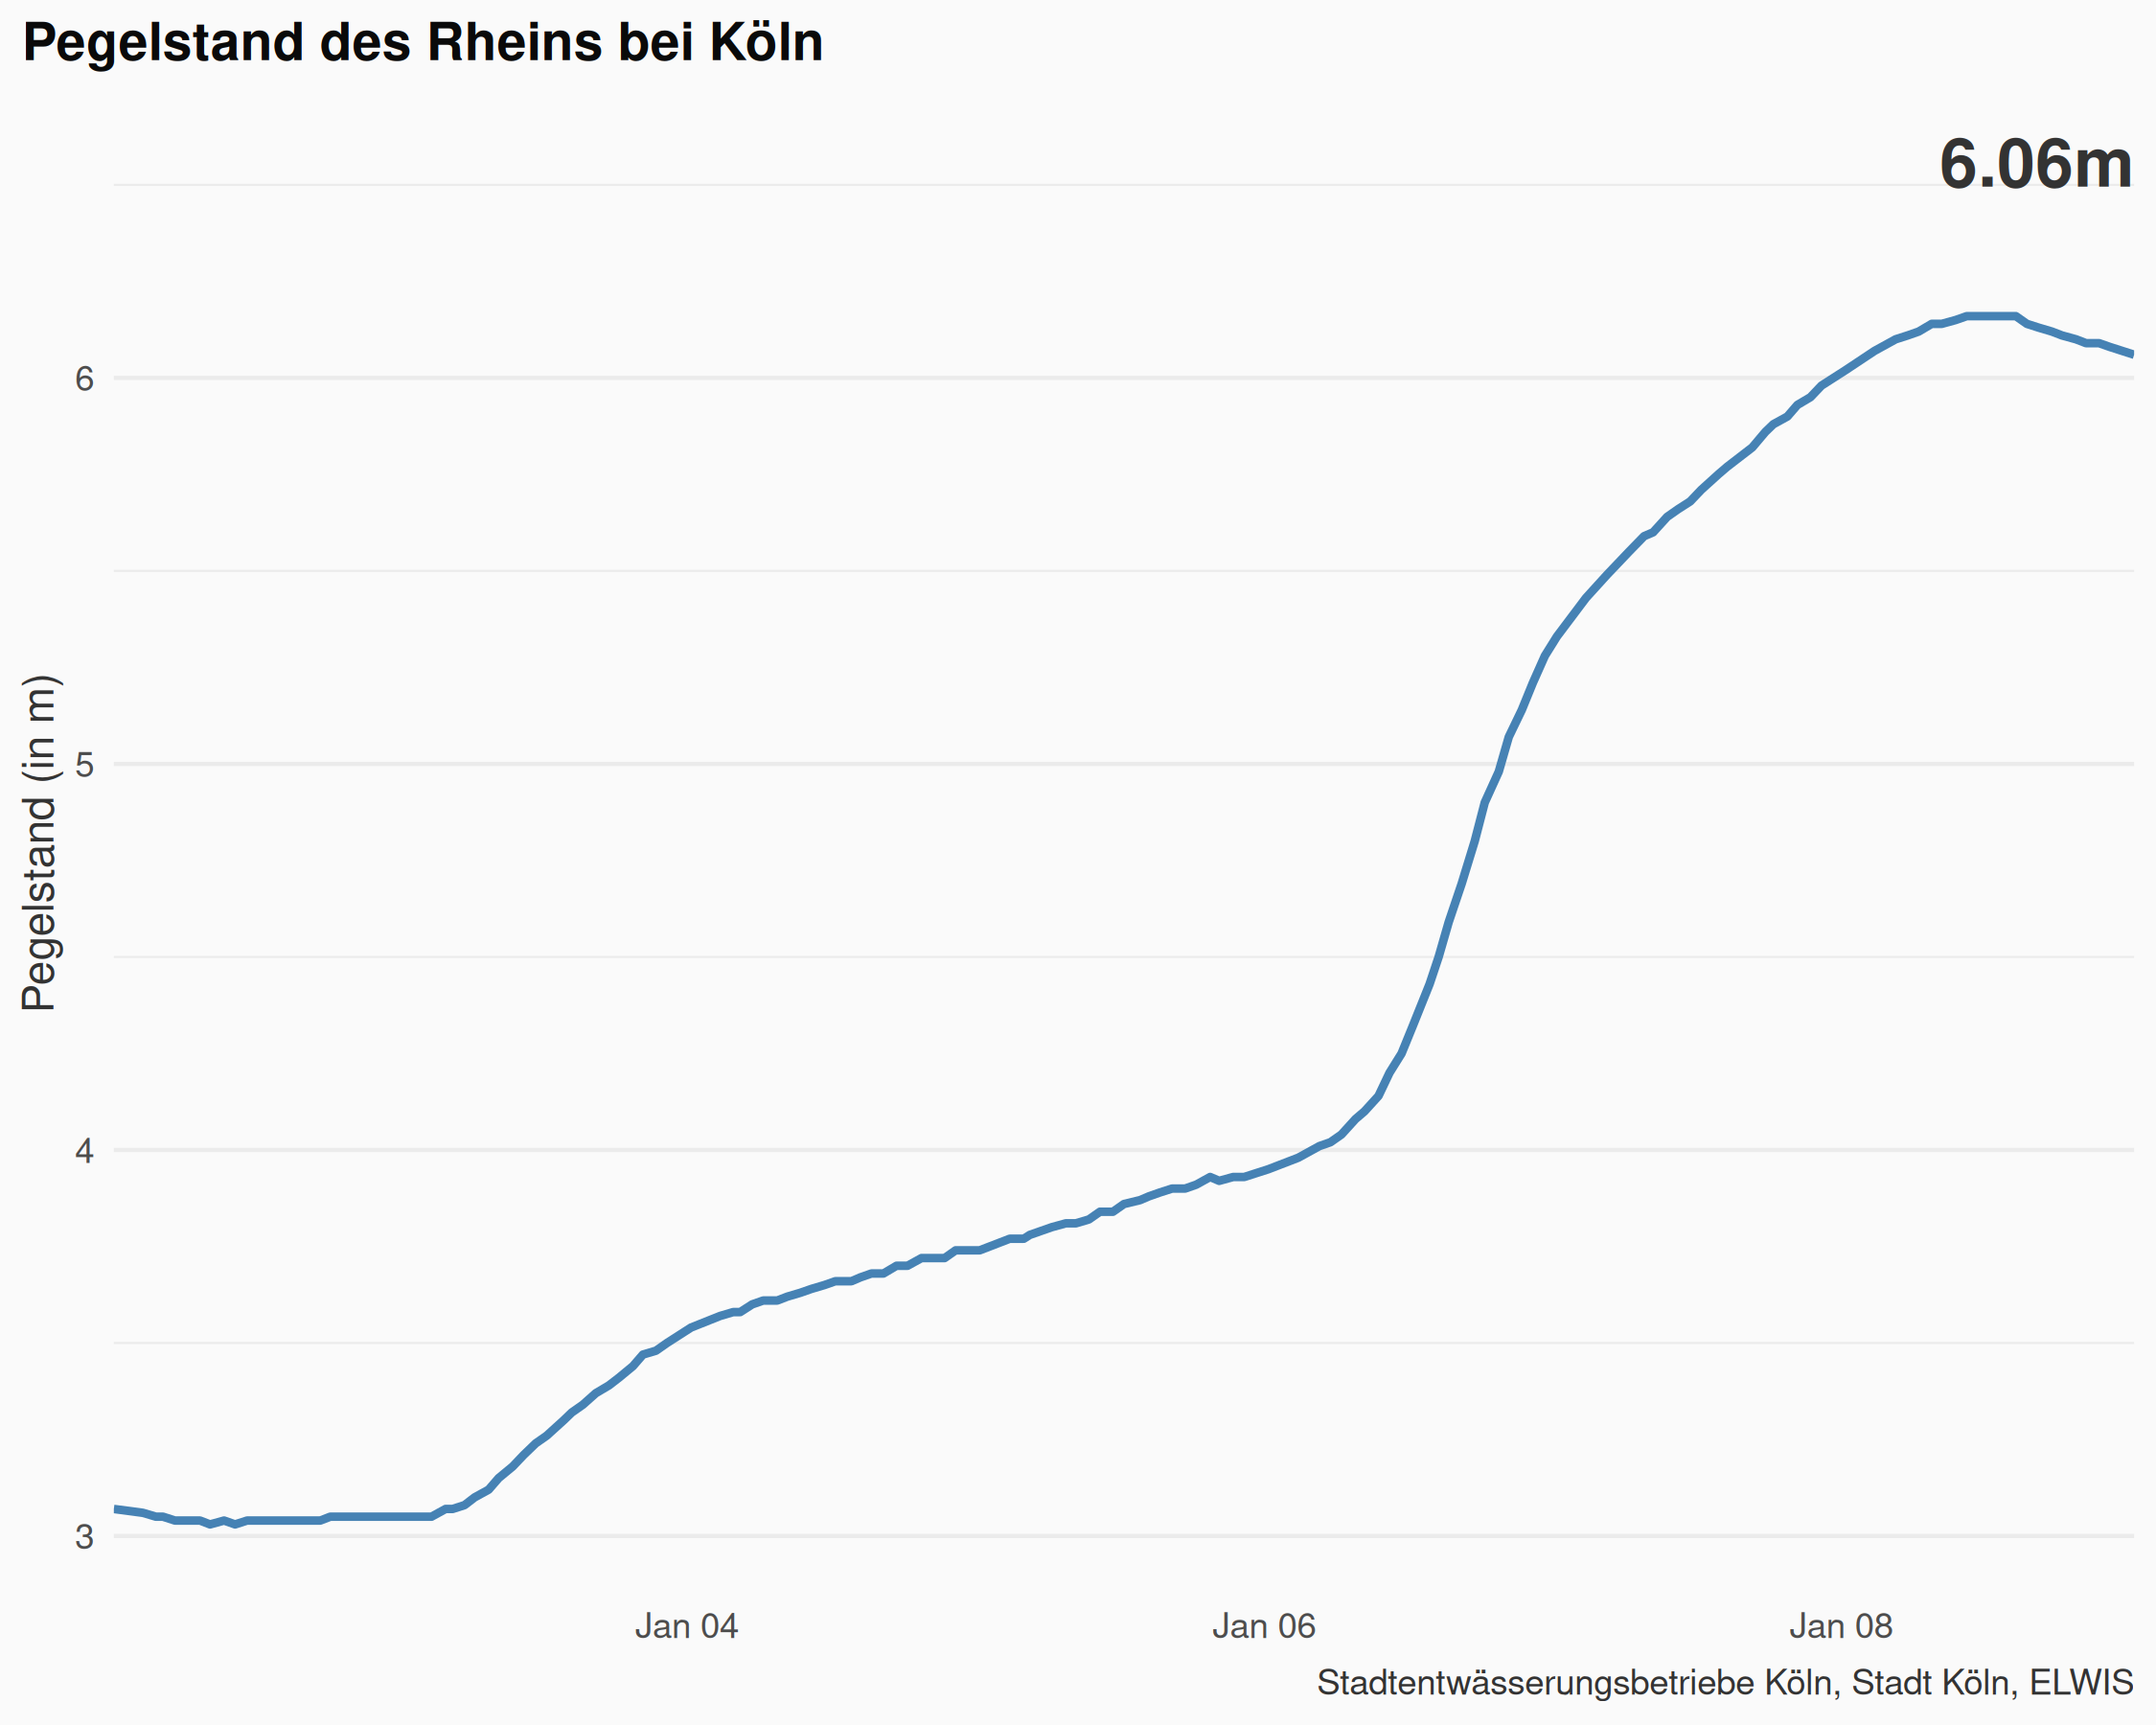 Pegelstand des Rheins bei Köln
6.06m
Pegelstand (in m)
6
5
4
3
Jan 04
Jan 06
Jan 08
Stadtentwässerungsbetriebe Köln, Stadt Köln, ELWIS